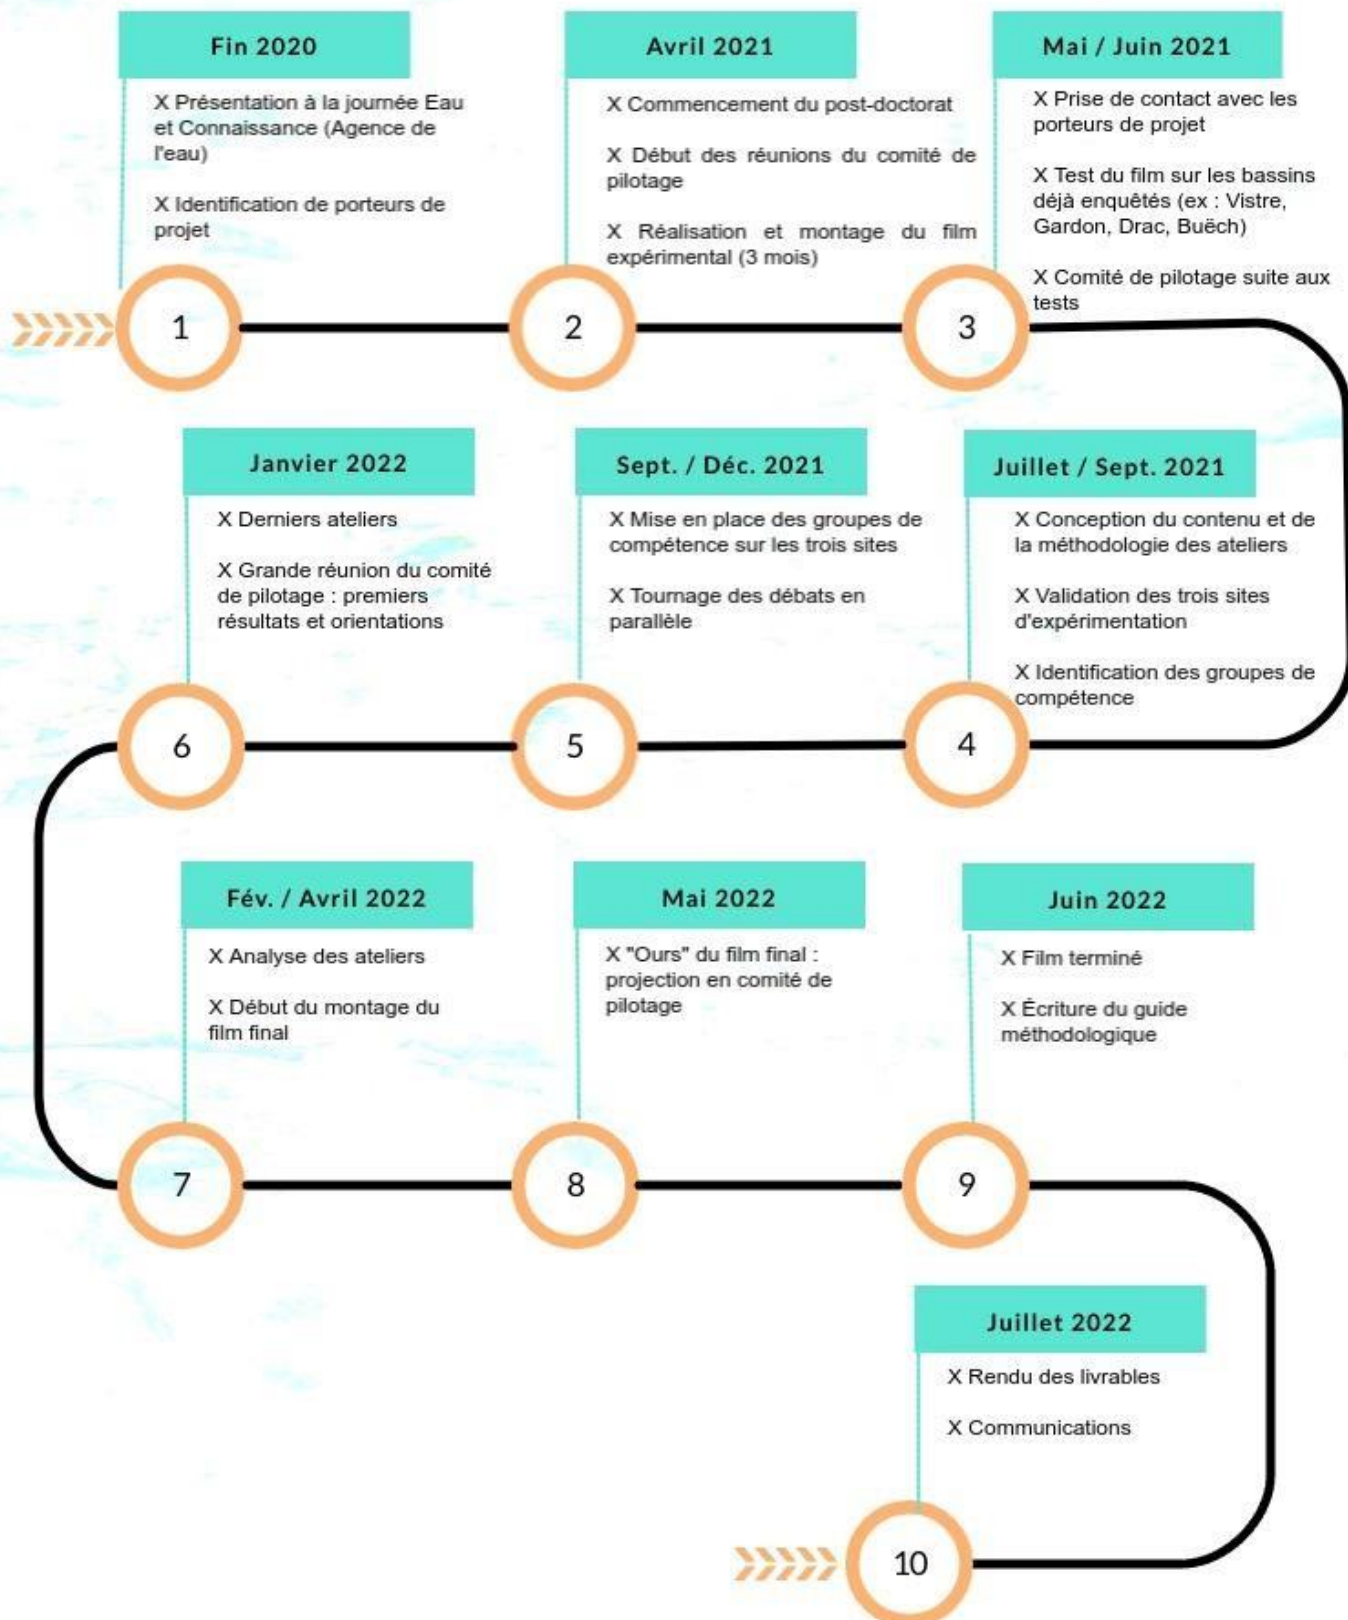 Fin 2020
X Présentation à la journée Eau
et Connaissance (Agence de
l'eau)
X Identification de porteurs de
projet
1
Avril 2021
X Commencement du post-doctorat
X Début des réunions du comité de
pilotage
X Réalisation et montage du film
expérimental (3 mois)
2
Mai / Juin 2021
X Prise de contact avec les
porteurs de projet
X Test du film sur les bassins
déjà enquêtés (ex : Vistre,
Gardon, Drac, Buëch)
X Comité de pilotage suite aux
tests
3
Juillet / Sept. 2021
X Conception du contenu et de
la méthodologie des ateliers
X Validation des trois sites
d'expérimentation
X Identification des groupes de
compétence
4
Sept. / Déc. 2021
X Mise en place des groupes de
compétence sur les trois sites
X Tournage des débats en
parallèle
5
Janvier 2022
X Derniers ateliers
X Grande réunion du comité
de pilotage : premiers
résultats et orientations
6
Fév. / Avril 2022
X Analyse des ateliers
X Début du montage du
film final
7
Mai 2022
X "Ours" du film final :
projection en comité de
pilotage
8
Juin 2022
X Film terminé
X Écriture du guide
méthodologique
9
Juillet 2022
X Rendu des livrables
X Communications
10